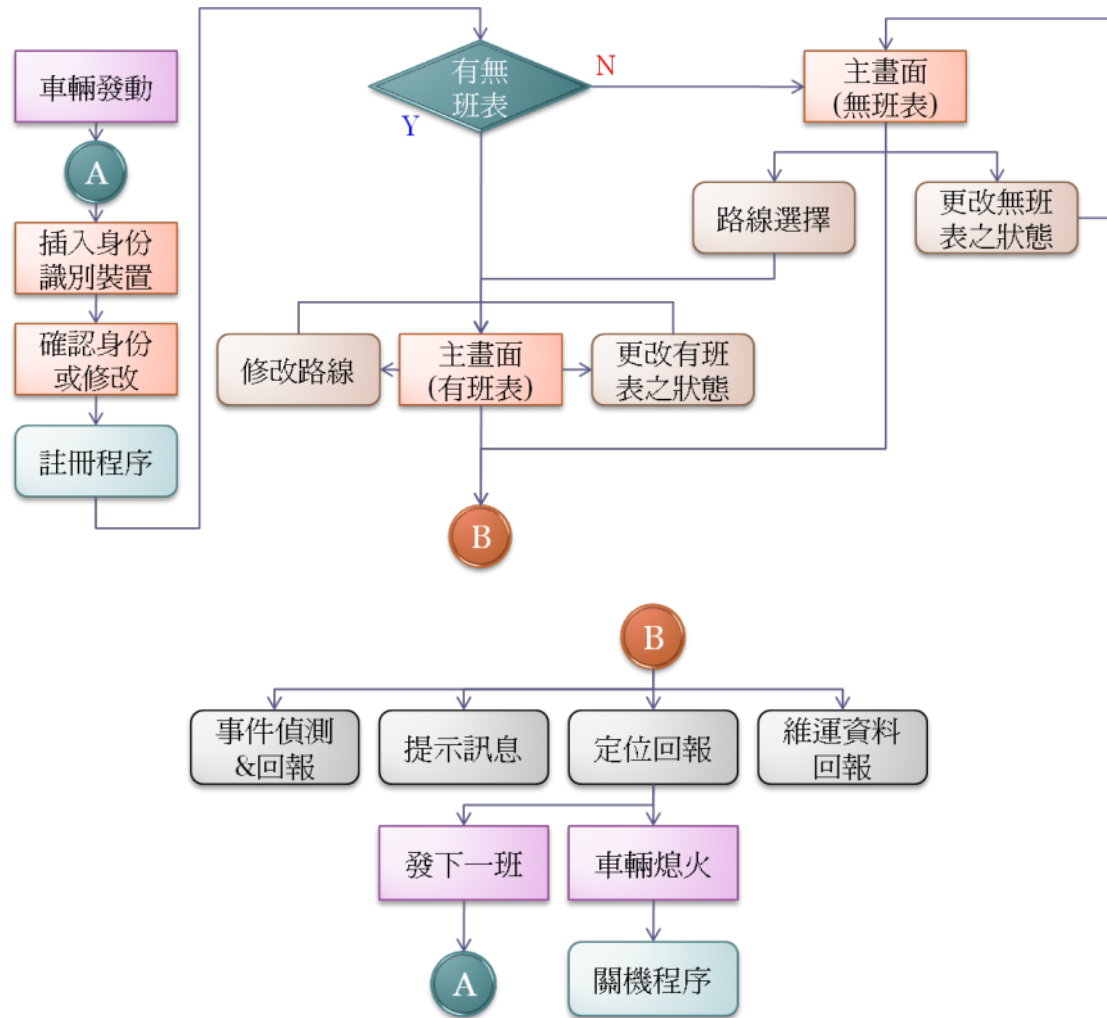 車輛發動
A
插入身份
識別裝置
確認身份
或修改
註冊程序
有無
班表
N
Y
主畫面
(無班表)
路線選擇
更改無班
表之狀態
修改路線
主畫面
(有班表)
更改有班
表之狀態
B
B
事件偵測
&回報
提示訊息
定位回報
維運資料
回報
發下一班
車輛熄火
A
關機程序